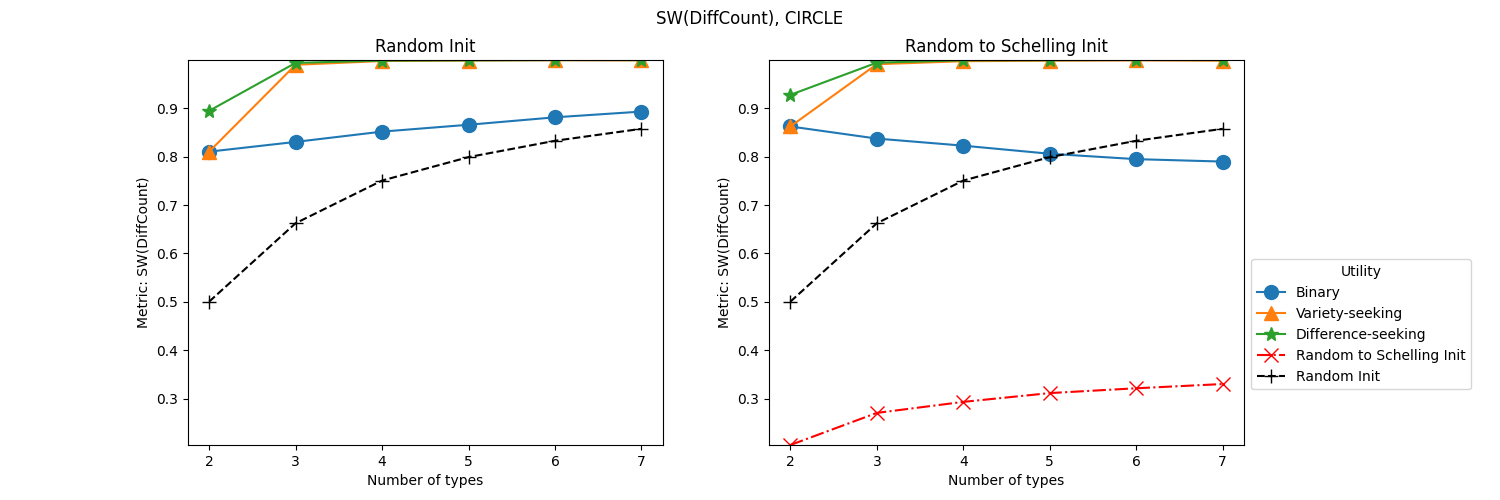 SW(DiffCount), CIRCLE
Random Init
Metric: SW(DiffCount)
0.9
0.8
0.7
0.6
0.5
0.4
0.3
2 3 4 5 6 7
Number of types
Random to Schelling Init
Metric: SW(DiffCount)
0.9
0.8
0.7
0.6
0.5
0.4
0.3
2 3 4 5 6 7
Number of types
Utility
Binary
Variety-seeking
Difference-seeking
Random to Schelling Init
Random Init